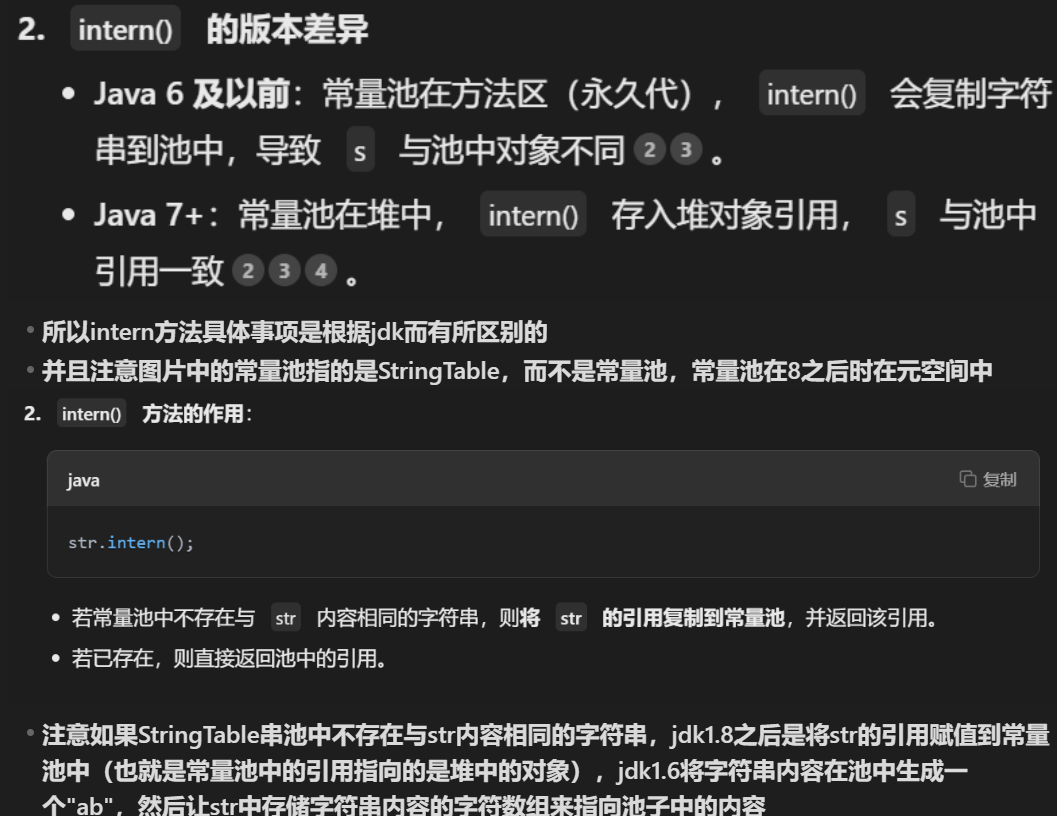 2. intern() 的版本差异
• Java 6 及以前：常量池在方法区（永久代）， intern() 会复制字符
串到池中，导致 s 与池中对象不同 2 3 。
• Java 7+：常量池在堆中， intern() 存入堆对象引用， s 与池中
引用一致 2 3 4 。
• 所以intern方法具体事项是根据jdk而有所区别的
• 并且注意图片中的常量池指的是StringTable，而不是常量池，常量池在8之后时在元空间中
2. intern() 方法的作用：
java 复制
str.intern();
• 若常量池中不存在与 str 内容相同的字符串，则将 str 的引用复制到常量池，并返回该引用。
• 若已存在，则直接返回池中的引用。
• 注意如果StringTable串池中不存在与str内容相同的字符串，jdk1.8之后是将str的引用赋值到常量
池中（也就是常量池中的引用指向的是堆中的对象），jdk1.6将字符串内容在池中生成一
个"ab"，然后让str中存储字符串内容的字符数组来指向池子中的内容